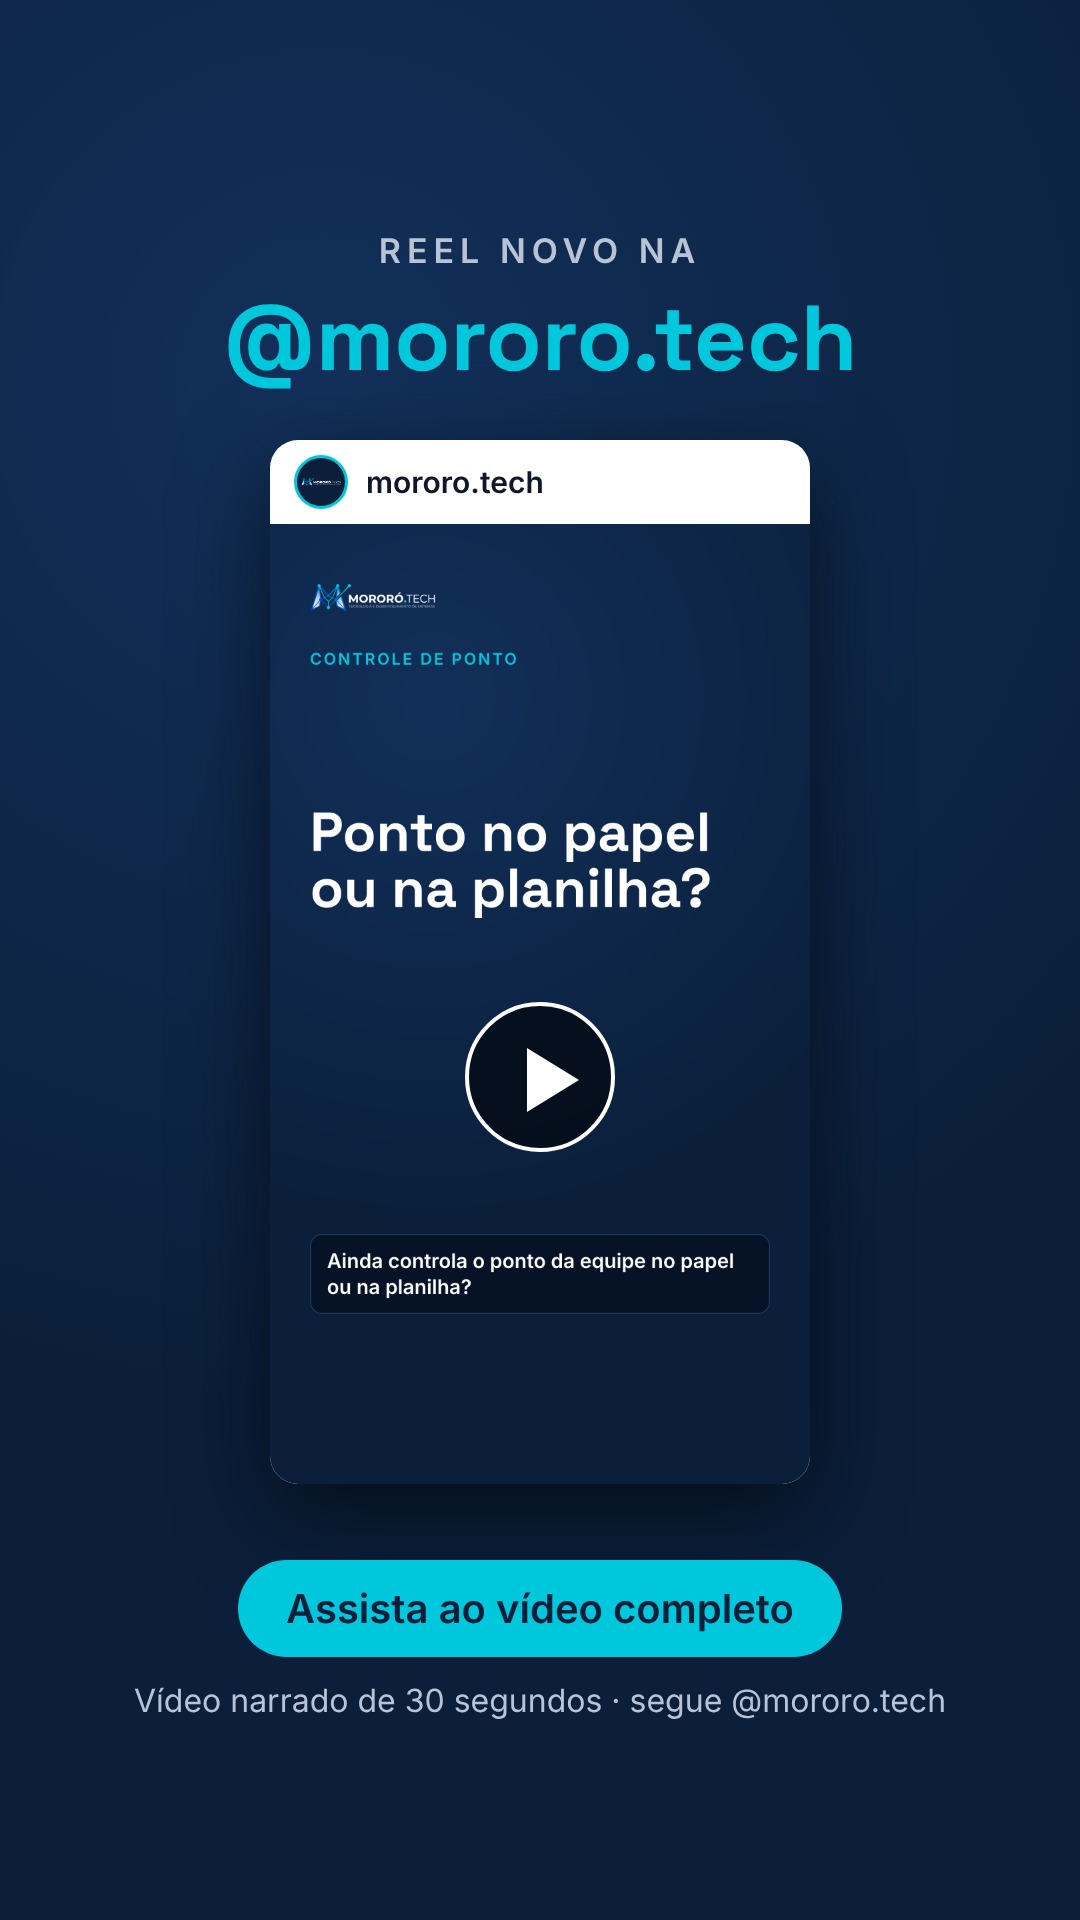 REEL NOVO NA
@mororo.tech
mororo.tech
MORORÓ.TECH
CONTROLE DE PONTO
Ponto no papel
ou na planilha?
Ainda controla o ponto da equipe no papel
ou na planilha?
Assista ao vídeo completo
Vídeo narrado de 30 segundos · segue @mororo.tech